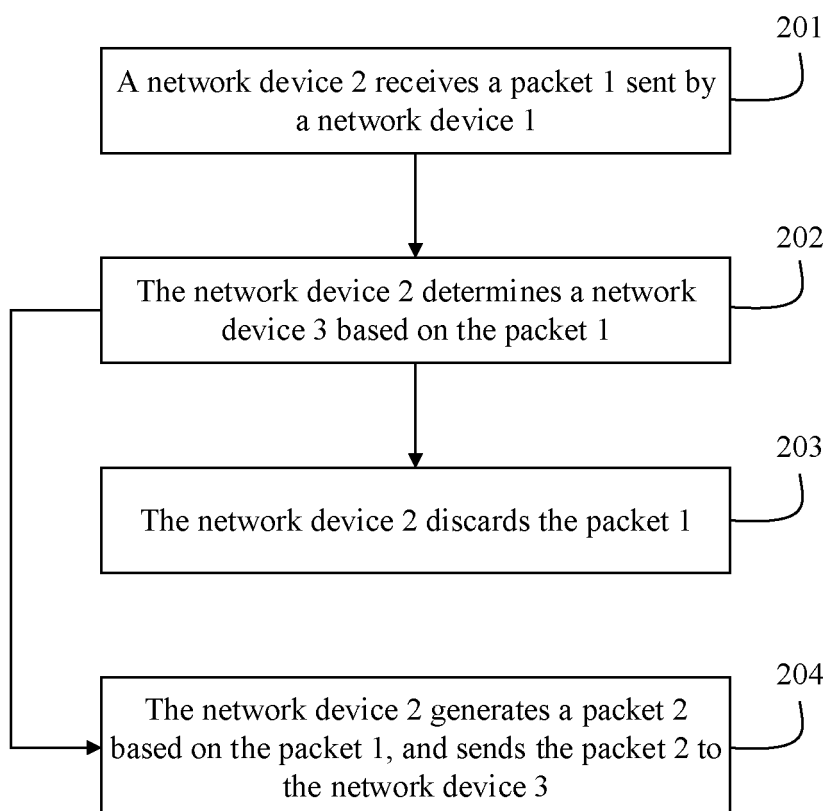 201
A network device 2 receives a packet 1 sent by
a network device 1
202
The network device 2 determines a network
device 3 based on the packet 1
203
The network device 2 discards the packet 1
204
The network device 2 generates a packet 2
based on the packet 1, and sends the packet 2 to
the network device 3